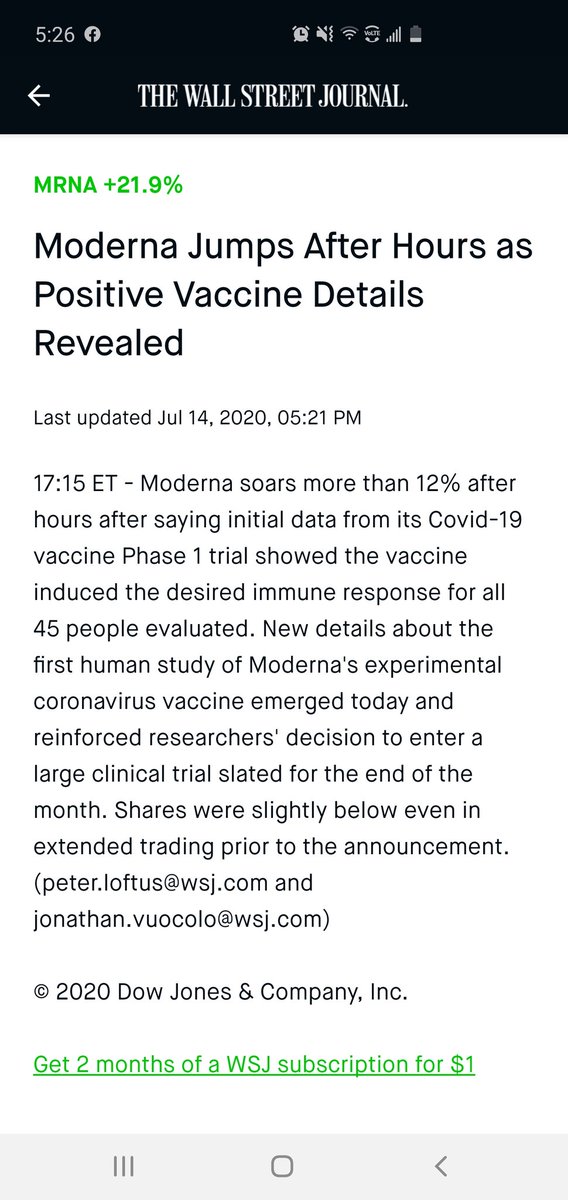 5:26
VoLTE
THE WALL STREET JOURNAL.
MRNA +21.9%
Moderna Jumps After Hours as
Positive Vaccine Details
Revealed
Last updated Jul 14, 2020, 05:21 PM
17:15 ET - Moderna soars more than 12% after
hours after saying initial data from its Covid-19
vaccine Phase 1 trial showed the vaccine
induced the desired immune response for all
45 people evaluated. New details about the
first human study of Moderna's experimental
coronavirus vaccine emerged today and
reinforced researchers' decision to enter a
large clinical trial slated for the end of the
month. Shares were slightly below even in
extended trading prior to the announcement.
(peter.loftus@wsj.com and
jonathan.vuocolo@wsj.com)
© 2020 Dow Jones & Company, Inc.
Get 2 months of a WSJ subscription for $1